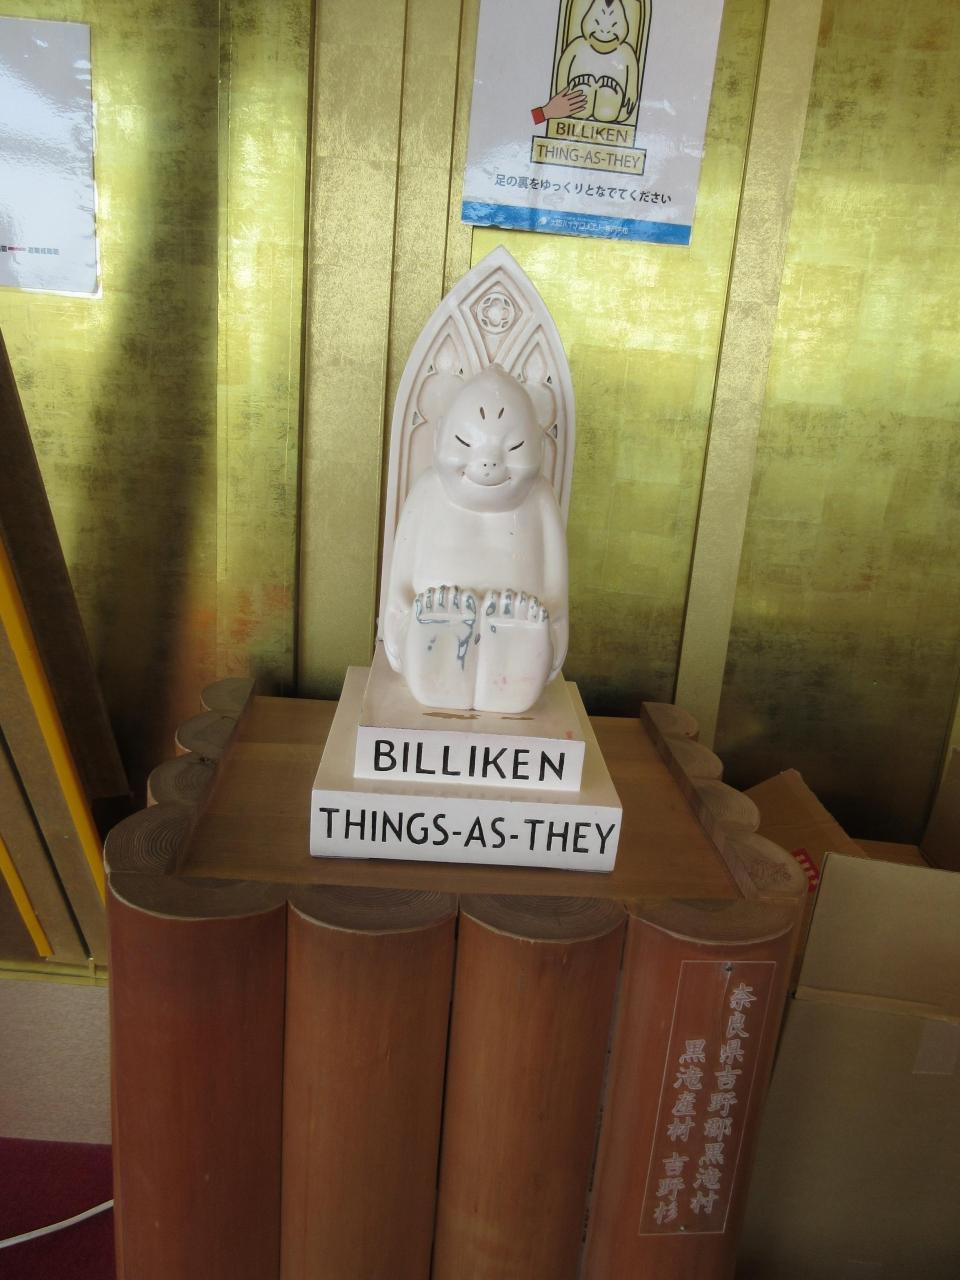 BILLIKEN
THING-AS-THEY
足の裏をゆっくりとなでてください
BILLIKEN
THINGS-AS-THEY
奈良県吉野郡黒滝村
黒滝産材 吉野杉